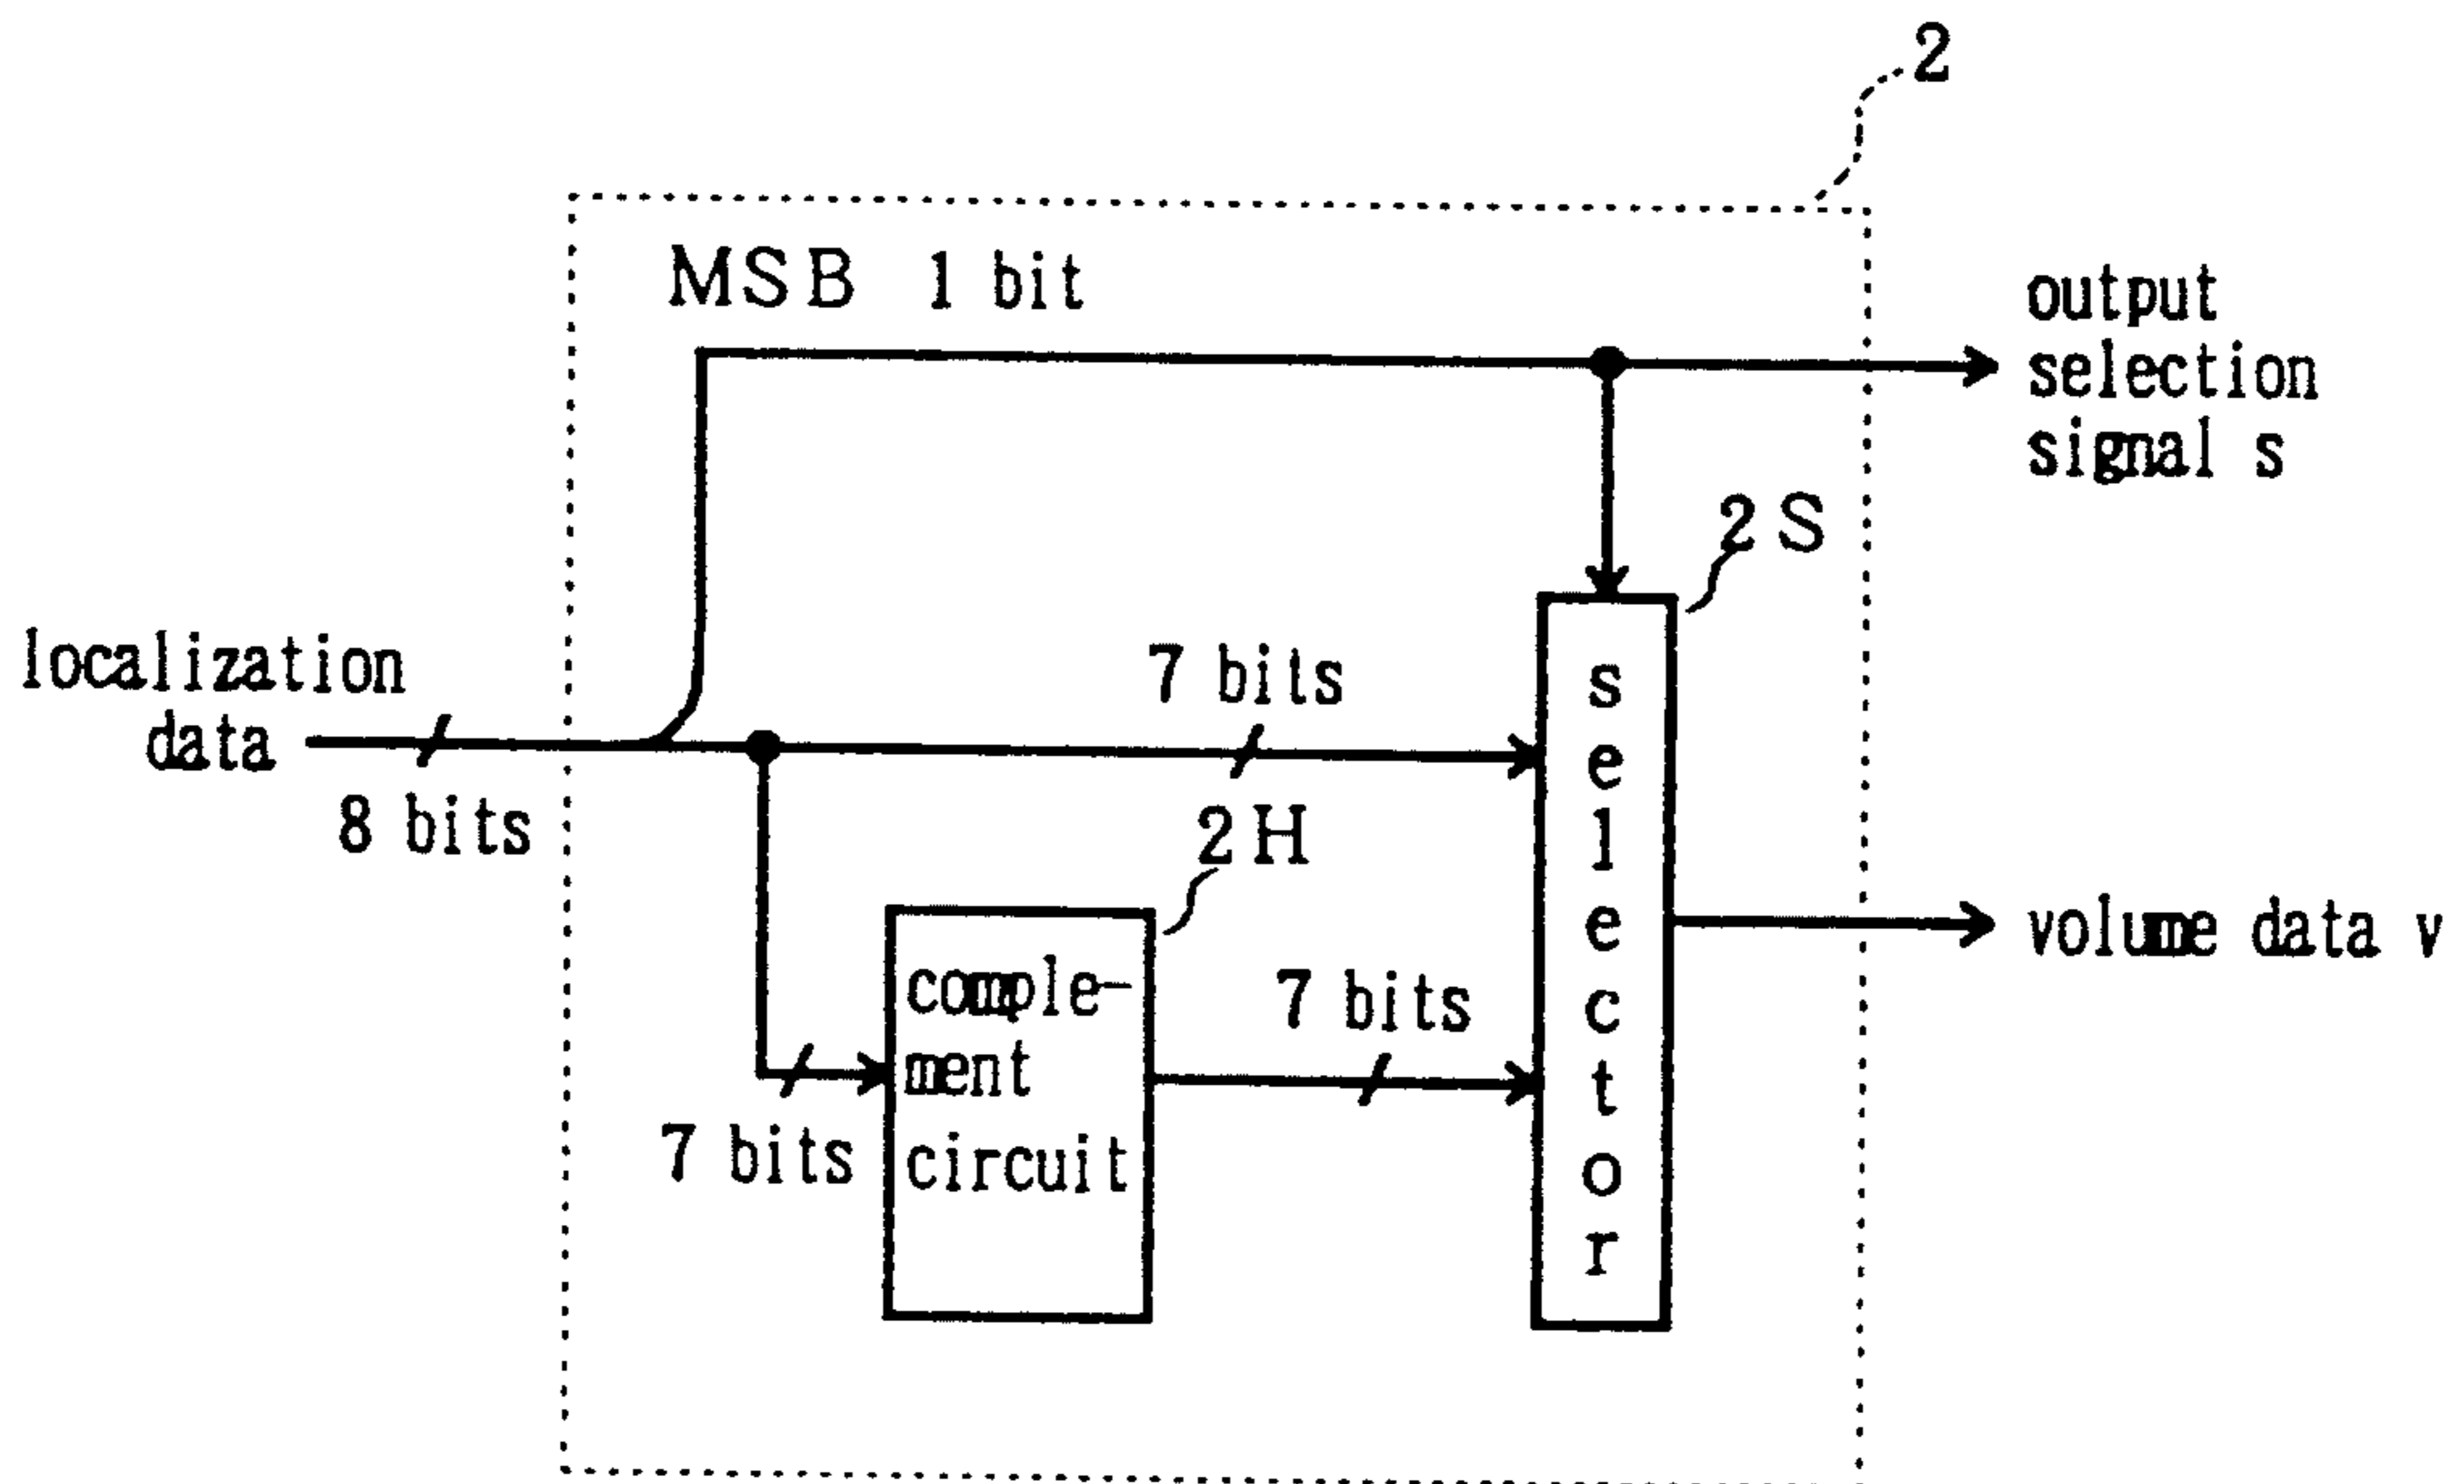 2
MSB 1 bit
output
selection
signal s
2S
localization
data
8 bits
7 bits
2H
selector
volume data v
comple-
ment
circuit
7 bits
7 bits